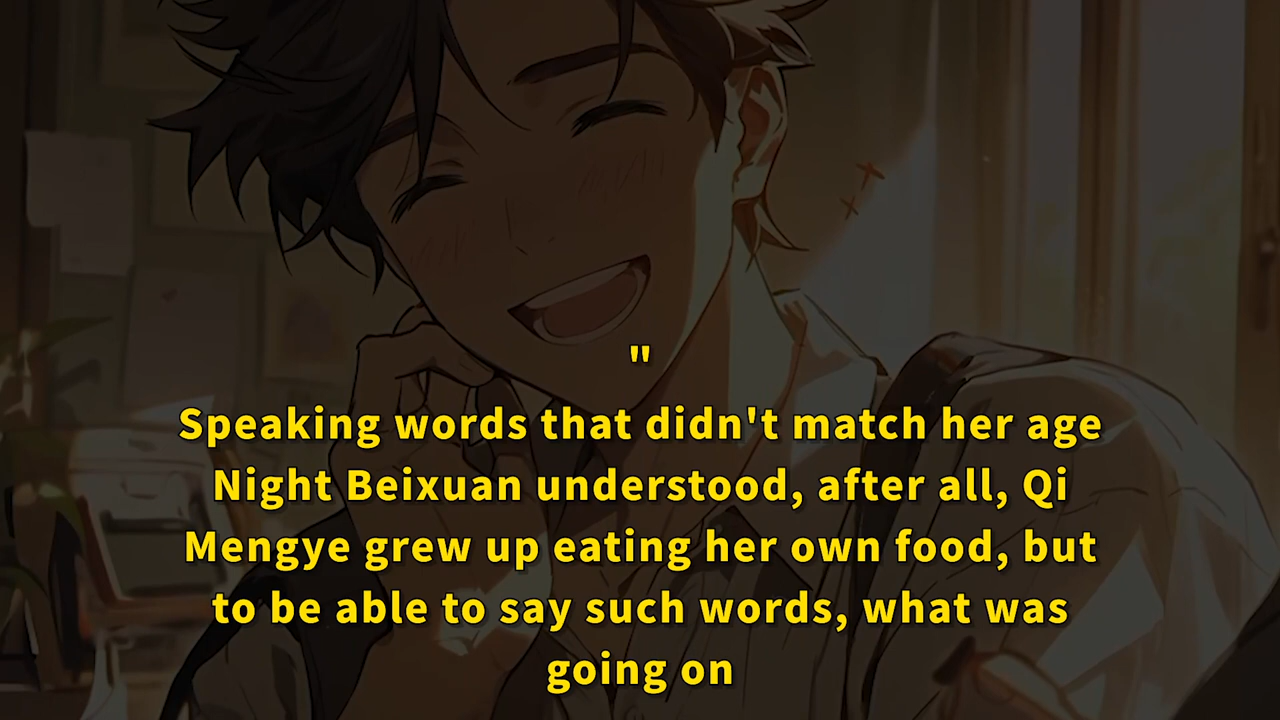 "
Speaking words that didn't match her age
Night Beixuan understood, after all, Qi
Mengye grew up eating her own food, but
to be able to say such words, what was
going on